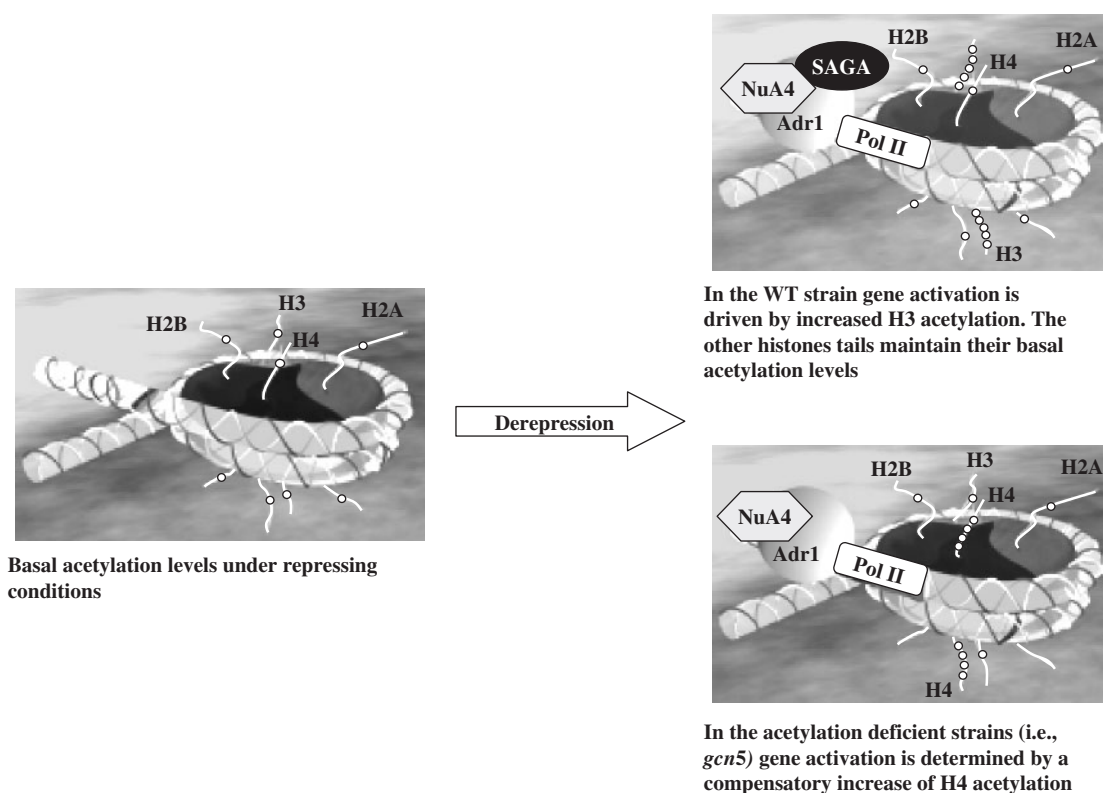 H3
H2B
H2A
H4
Basal acetylation levels under repressing
conditions
Derepression
H2B
H2A
SAGA
H4
NuA4
Adr1
Pol II
H3
In the WT strain gene activation is
driven by increased H3 acetylation. The
other histones tails maintain their basal
acetylation levels
H3
H2B
H2A
H4
NuA4
Adr1
Pol II
H4
In the acetylation deficient strains (i.e.,
gcn5) gene activation is determined by a
compensatory increase of H4 acetylation